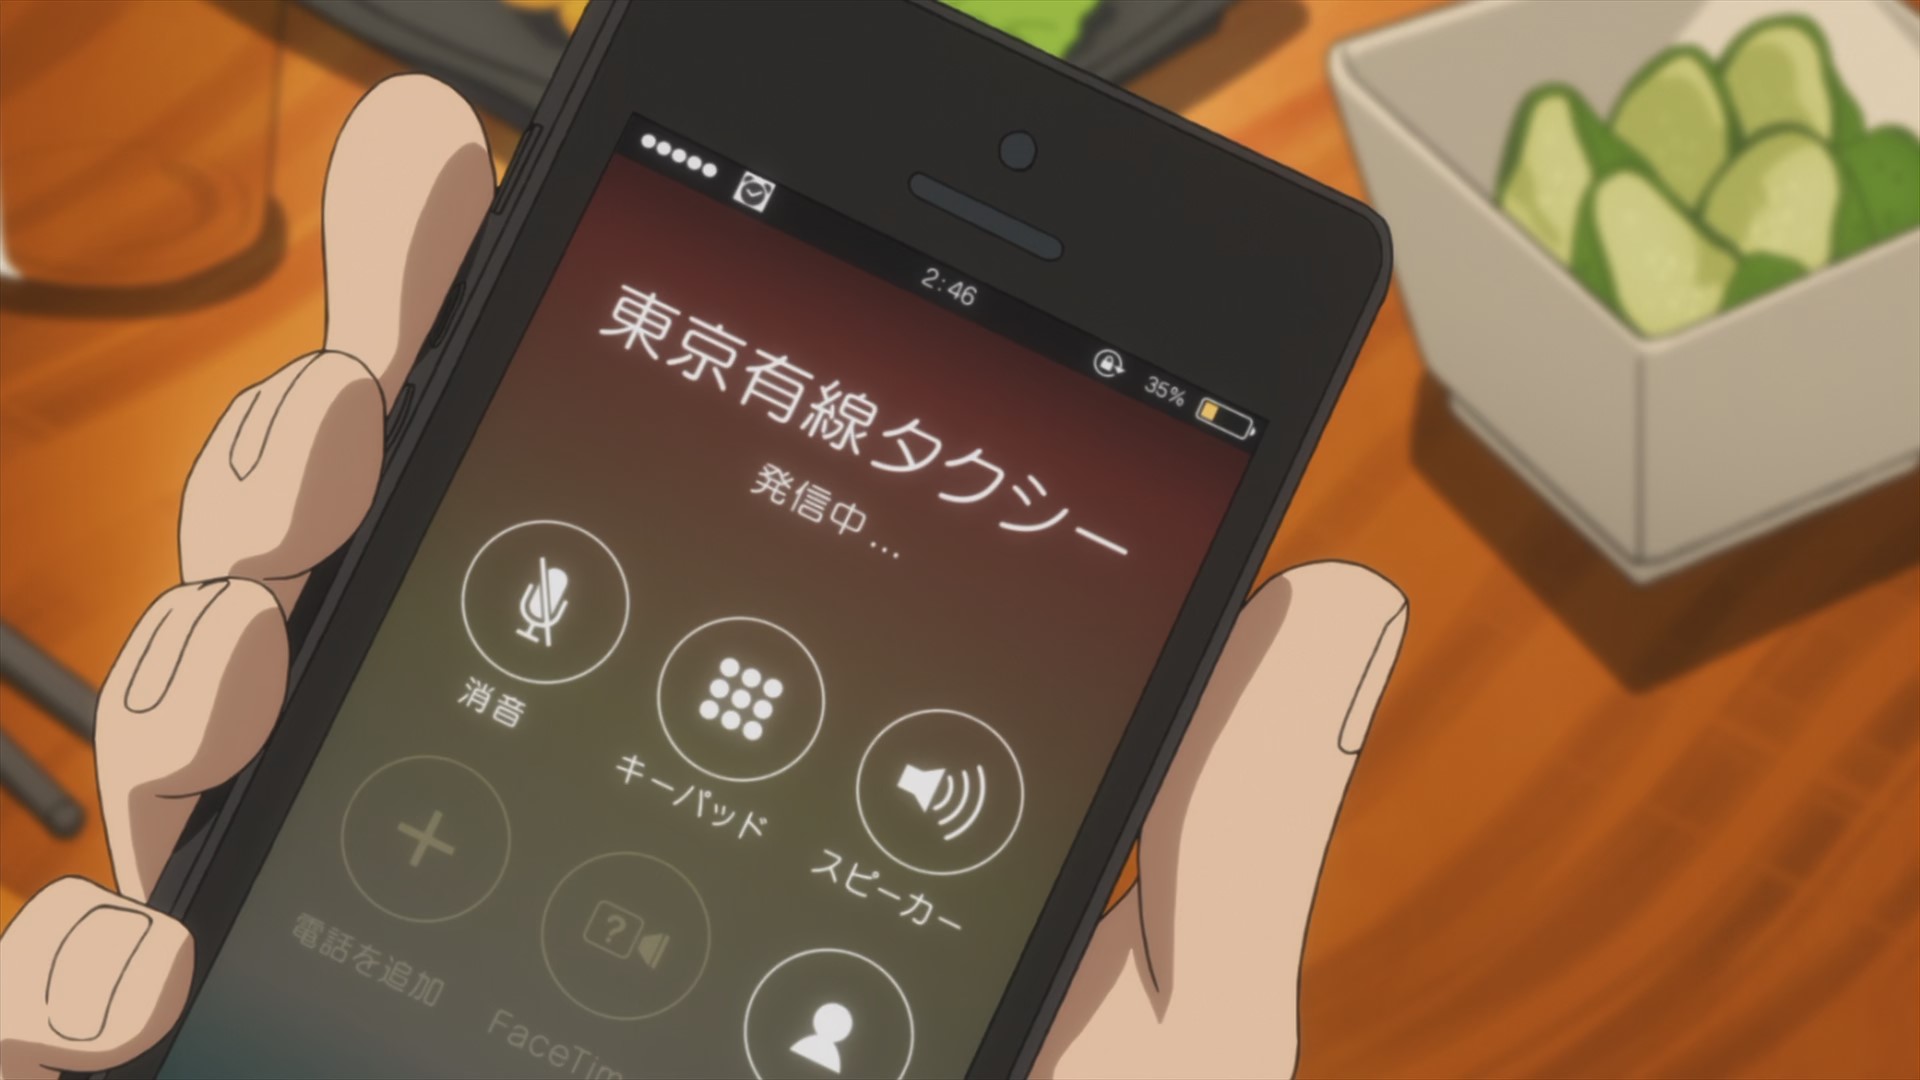 2:46
35%
東京有線タクシー
発信中...
消音
キーパッド
スピーカー
電話を追加
FaceTim